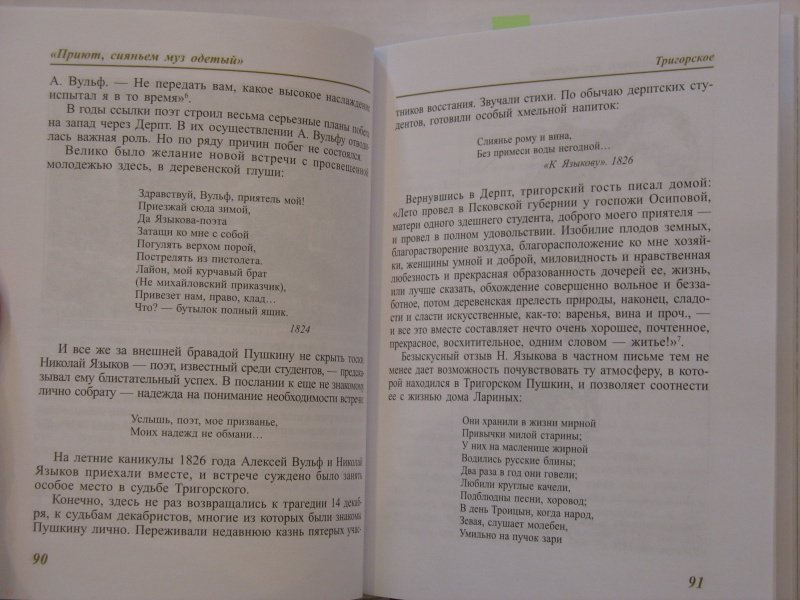 «Приют, сияньем муз одетый»
А. Вульф. — Не передать вам, какое высокое наслаждение
испытал я в то время»⁶.
В годы ссылки поэт строил весьма серьезные планы побега
на запад через Дерпт. В их осуществлении А. Вульфу отводи-
лась важная роль. Но по ряду причин побег не состоялся.
Велико было желание новой встречи с просвещенной
молодежью здесь, в деревенской глуши:
Здравствуй, Вульф, приятель мой!
Приезжай сюда зимой,
Да Языкова-поэта
Затащи ко мне с собой
Погулять верхом порой,
Пострелять из пистолета.
Лайон, мой курчавый брат
(Не михайловский приказчик),
Привезет нам, право, клад…
Что? — бутылок полный ящик.
1824
И все же за внешней бравадой Пушкину не скрыть тоски.
Николай Языков — поэт, известный среди студентов, — предска-
зывал ему блистательный успех. В послании к еще не знакомому
лично собрату — надежда на понимание необходимости встречи:
Услышь, поэт, мое призванье,
Моих надежд не обмани…
На летние каникулы 1826 года Алексей Вульф и Николай
Языков приехали вместе, и встрече суждено было занять
особое место в судьбе Тригорского.
Конечно, здесь не раз возвращались к трагедии 14 декаб-
ря, к судьбам декабристов, многие из которых были знакомы
Пушкину лично. Переживали недавнюю казнь пятерых учас-
90
Тригорское
тников восстания. Звучали стихи. По обычаю дерптских сту-
дентов, готовили особый хмельной напиток:
Слиянье рому и вина,
Без примеси воды негодной…
«К Языкову». 1826
Вернувшись в Дерпт, тригорский гость писал домой:
«Лето провел в Псковской губернии у госпожи Осиповой,
матери одного здешнего студента, доброго моего приятеля —
и провел в полном удовольствии. Изобилие плодов земных,
благорастворение воздуха, благорасположение ко мне хозяй-
ки, женщины умной и доброй, миловидность и нравственная
любезность и прекрасная образованность дочерей ее, жизнь,
или лучше сказать, обхождение совершенно вольное и безза-
ботное, потом деревенская прелесть природы, наконец, сладо-
сти и сласти искусственные, как-то: варенья, вина и проч., —
и все это вместе составляет нечто очень хорошее, почтенное,
прекрасное, восхитительное, одним словом — житье!»⁷.
Безыскусный отзыв Н. Языкова в частном письме тем не
менее дает возможность почувствовать ту атмосферу, в кото-
рой находился в Тригорском Пушкин, и позволяет соотнести
ее с жизнью дома Лариных:
Они хранили в жизни мирной
Привычки милой старины;
У них на масленице жирной
Водились русские блины;
Два раза в год они говели;
Любили круглые качели,
Подблюдны песни, хоровод;
В день Троицын, когда народ,
Зевая, слушает молебен,
Умильно на пучок зари
91